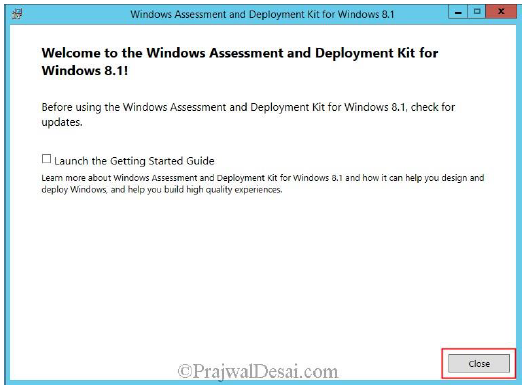 Windows Assessment and Deployment Kit for Windows 8.1
Welcome to the Windows Assessment and Deployment Kit for
Windows 8.1!
Before using the Windows Assessment and Deployment Kit for Windows 8.1, check for
updates.
Launch the Getting Started Guide
Learn more about Windows Assessment and Deployment Kit for Windows 8.1 and how it can help you design and
deploy Windows, and help you build high quality experiences.
Close
©PrajwalDesai.com